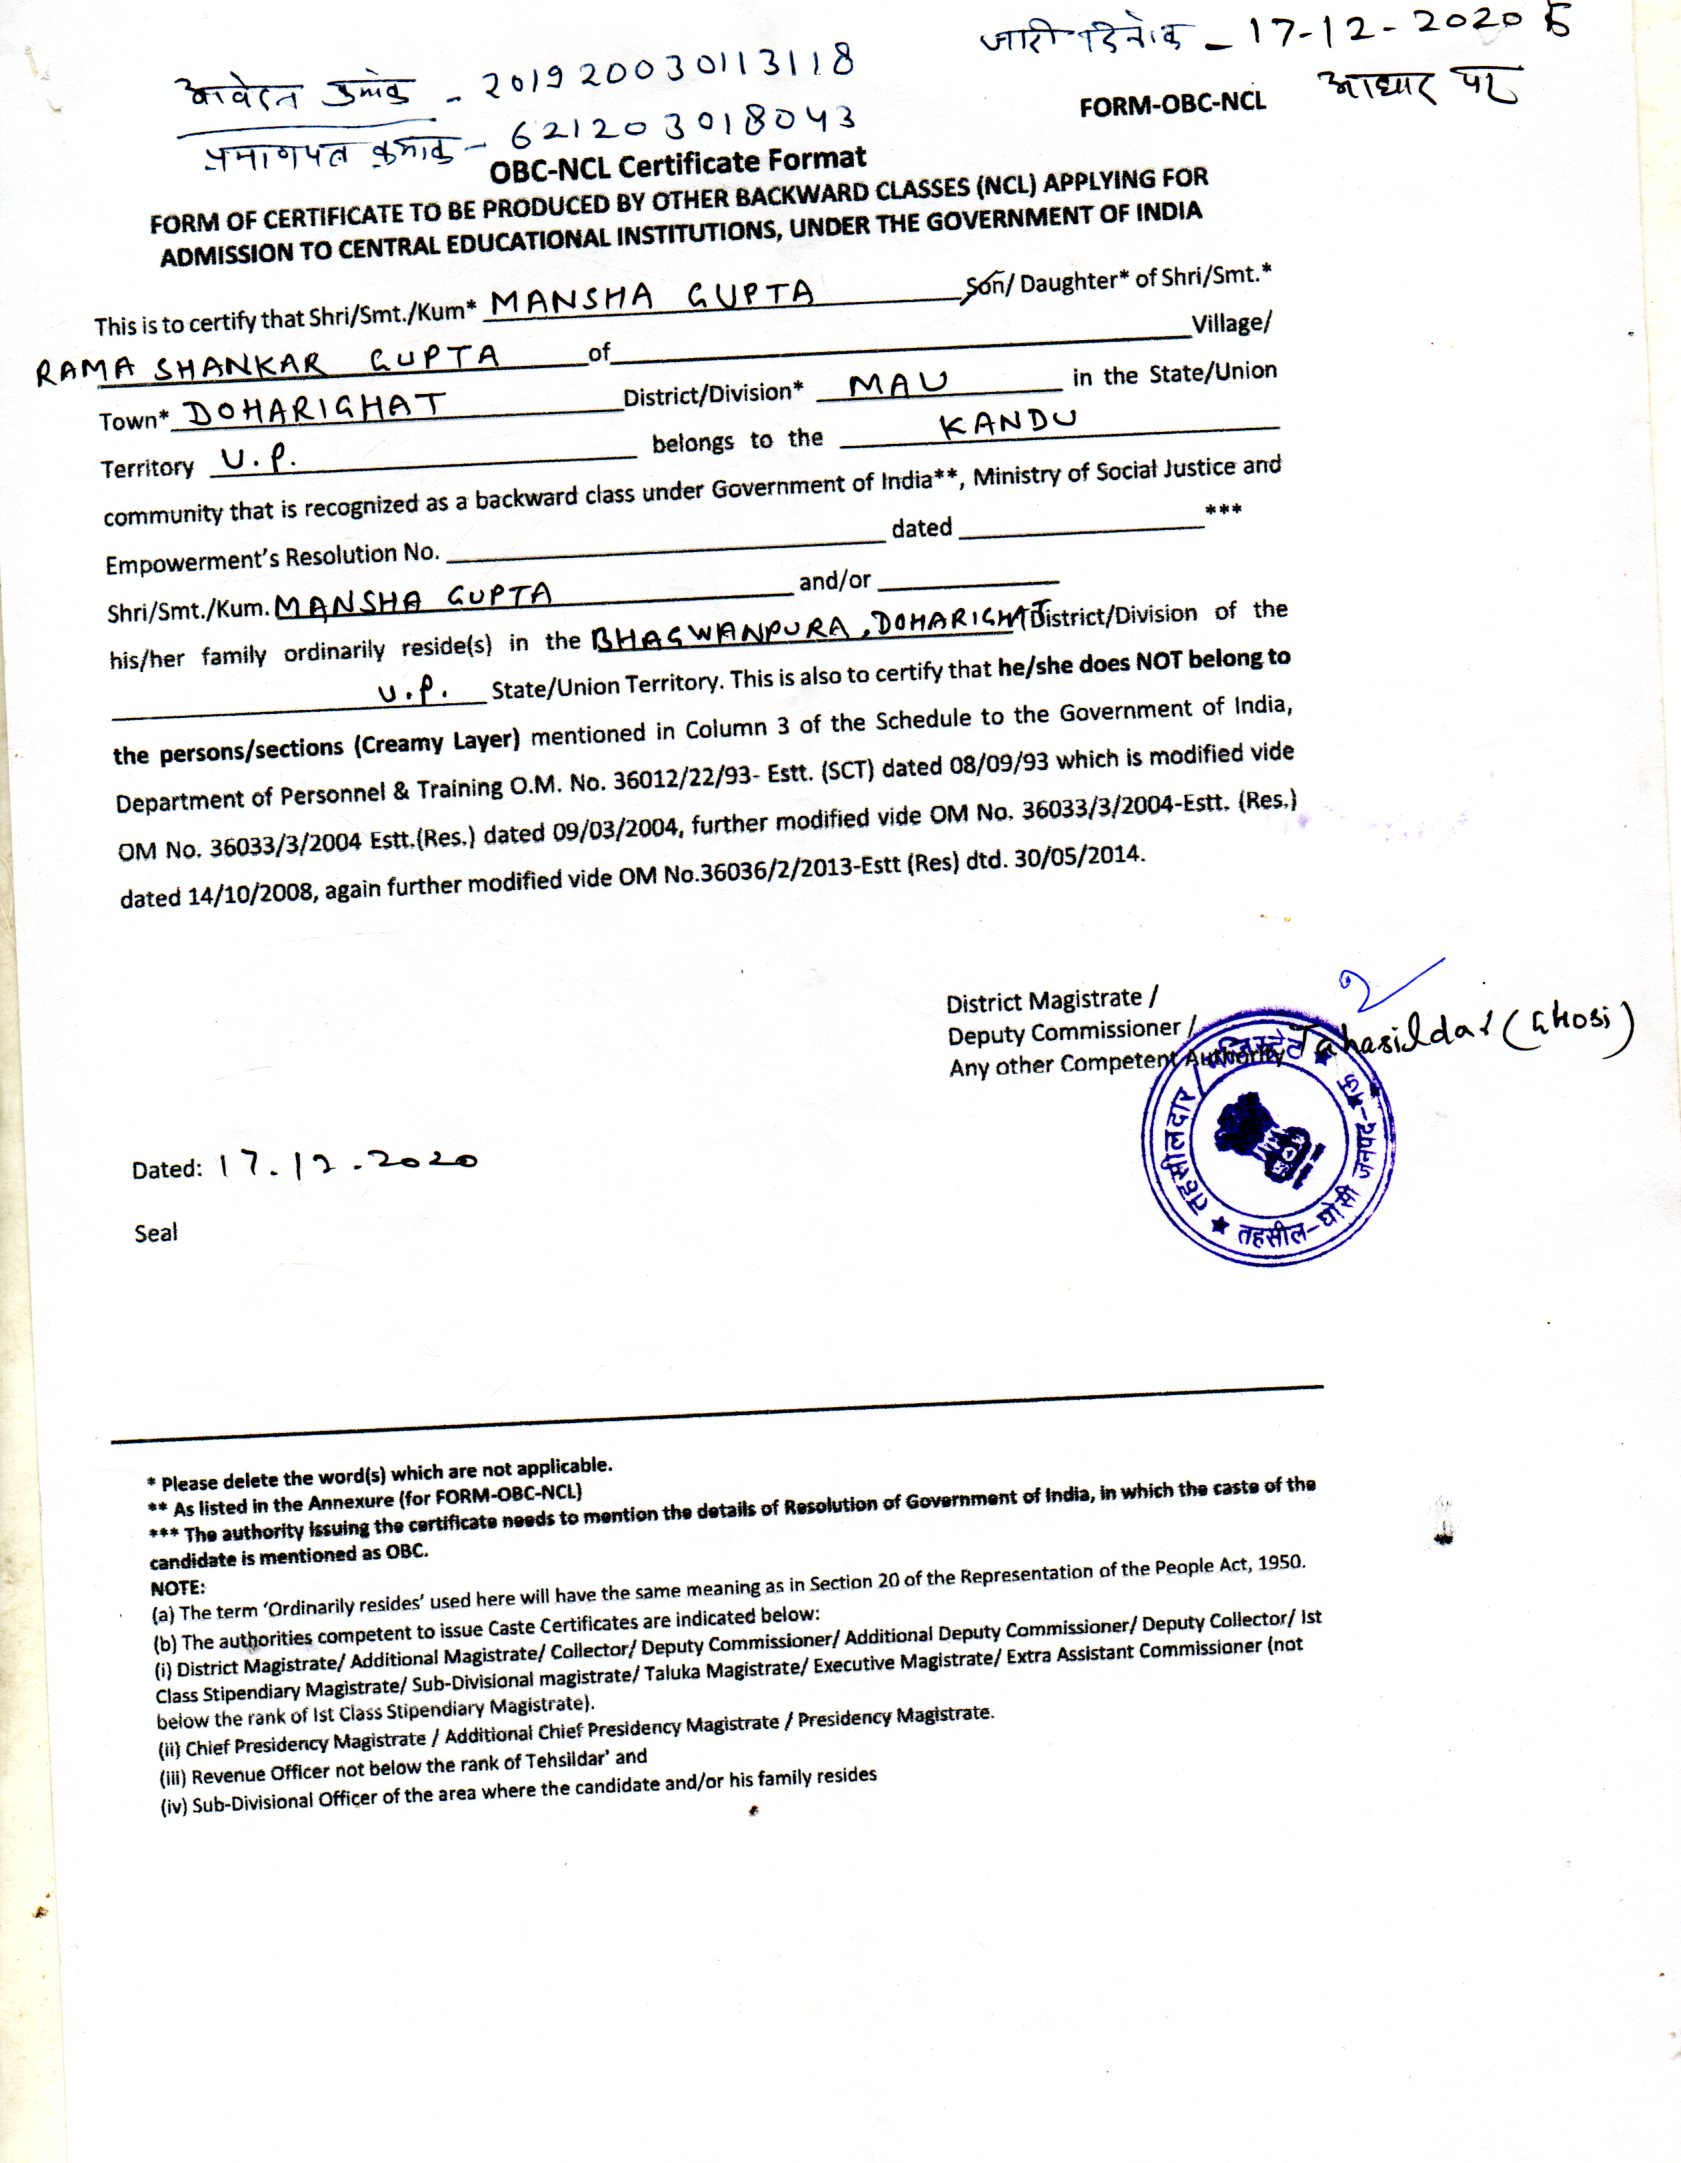 आवेदन क्रमांक - 201920030113118
जारी दिनांक - 17-12-2020 के
आधार पर
प्रमाणपत्र क्रमांक - 621203018043
FORM-OBC-NCL
OBC-NCL Certificate Format
FORM OF CERTIFICATE TO BE PRODUCED BY OTHER BACKWARD CLASSES (NCL) APPLYING FOR
ADMISSION TO CENTRAL EDUCATIONAL INSTITUTIONS, UNDER THE GOVERNMENT OF INDIA
This is to certify that Shri/Smt./Kum* MANSHA GUPTA Son/ Daughter* of Shri/Smt.*
RAMA SHANKAR GUPTA of Village/
Town* DOHARIGHAT District/Division* MAU in the State/Union
Territory U.P. belongs to the KANDU
community that is recognized as a backward class under Government of India**, Ministry of Social Justice and
Empowerment's Resolution No. dated ***
Shri/Smt./Kum. MANSHA GUPTA and/or
his/her family ordinarily reside(s) in the BHAGWANPURA, DOHARIGHAT District/Division of the
U.P. State/Union Territory. This is also to certify that he/she does NOT belong to
the persons/sections (Creamy Layer) mentioned in Column 3 of the Schedule to the Government of India,
Department of Personnel & Training O.M. No. 36012/22/93- Estt. (SCT) dated 08/09/93 which is modified vide
OM No. 36033/3/2004 Estt.(Res.) dated 09/03/2004, further modified vide OM No. 36033/3/2004-Estt. (Res.)
dated 14/10/2008, again further modified vide OM No.36036/2/2013-Estt (Res) dtd. 30/05/2014.
District Magistrate /
Deputy Commissioner /
Any other Competent Authority Tahasildar (GHOSI)
तहसीलदार/मजिस्ट्रेट
तहसील-घोसी जनपद-मऊ
Dated: 17.12.2020
Seal
* Please delete the word(s) which are not applicable.
** As listed in the Annexure (for FORM-OBC-NCL)
*** The authority issuing the certificate needs to mention the details of Resolution of Government of India, in which the caste of the
candidate is mentioned as OBC.
NOTE:
(a) The term 'Ordinarily resides' used here will have the same meaning as in Section 20 of the Representation of the People Act, 1950.
(b) The authorities competent to issue Caste Certificates are indicated below:
(i) District Magistrate/ Additional Magistrate/ Collector/ Deputy Commissioner/ Additional Deputy Commissioner/ Deputy Collector/ Ist
Class Stipendiary Magistrate/ Sub-Divisional magistrate/ Taluka Magistrate/ Executive Magistrate/ Extra Assistant Commissioner (not
below the rank of Ist Class Stipendiary Magistrate).
(ii) Chief Presidency Magistrate / Additional Chief Presidency Magistrate / Presidency Magistrate.
(iii) Revenue Officer not below the rank of Tehsildar' and
(iv) Sub-Divisional Officer of the area where the candidate and/or his family resides